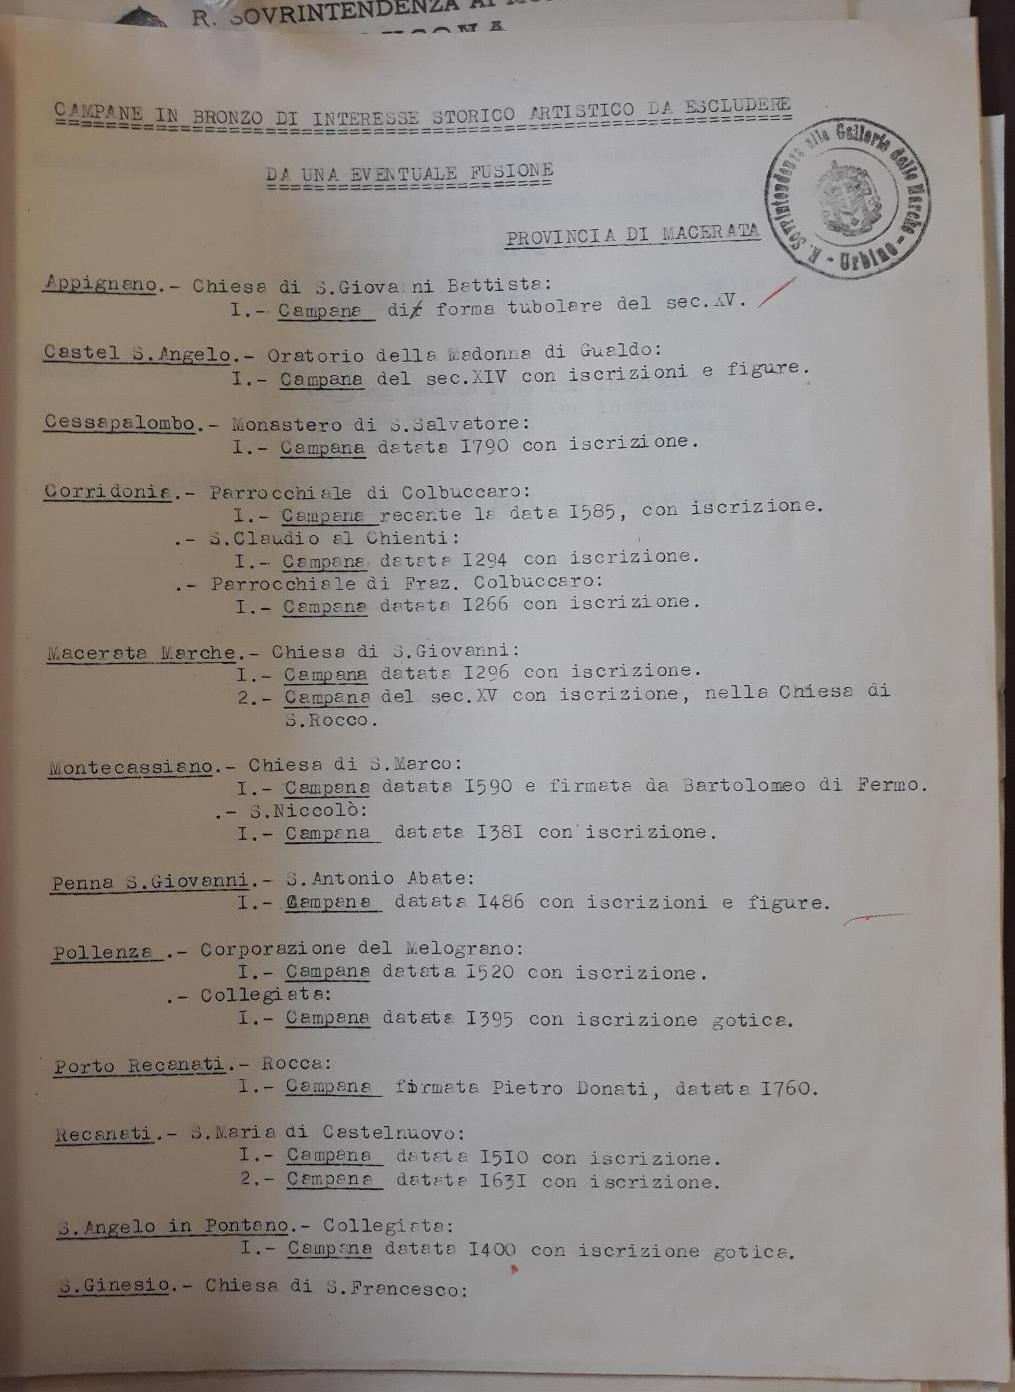 R. SOVRINTENDENZA AI
CAMPANE IN BRONZO DI INTERESSE STORICO ARTISTICO DA ESCLUDERE
DA UNA EVENTUALE FUSIONE
R. Sovrintendenza alle Gallerie delle Marche - Urbino -
PROVINCIA DI MACERATA
Appignano.- Chiesa di S.Giovanni Battista:
I.- Campana di forma tubolare del sec.XV.
Castel S.Angelo.- Oratorio della Madonna di Gualdo:
I.- Campana del sec.XIV con iscrizioni e figure.
Cessapalombo.- Monastero di S.Salvatore:
I.- Campana datata I790 con iscrizione.
Corridonia.- Parrocchiale di Colbuccaro:
I.- Campana recante la data I585, con iscrizione.
.- S.Claudio al Chienti:
I.- Campana datata I294 con iscrizione.
.- Parrocchiale di Fraz. Colbuccaro:
I.- Campana datata I266 con iscrizione.
Macerata Marche.- Chiesa di S.Giovanni:
I.- Campana datata I296 con iscrizione.
2.- Campana del sec.XV con iscrizione, nella Chiesa di
S.Rocco.
Montecassiano.- Chiesa di S.Marco:
I.- Campana datata I590 e firmata da Bartolomeo di Fermo.
.- S.Niccolò:
I.- Campana datata I38I con iscrizione.
Penna S.Giovanni.- S.Antonio Abate:
I.- Campana datata I486 con iscrizioni e figure.
Pollenza .- Corporazione del Melograno:
I.- Campana datata I520 con iscrizione.
.- Collegiata:
I.- Campana datata I395 con iscrizione gotica.
Porto Recanati.- Rocca:
I.- Campana firmata Pietro Donati, datata I760.
Recanati.- S.Maria di Castelnuovo:
I.- Campana datata I5I0 con iscrizione.
2.- Campana datata I63I con iscrizione.
S.Angelo in Pontano.- Collegiata:
I.- Campana datata I400 con iscrizione gotica.
S.Ginesio.- Chiesa di S.Francesco: